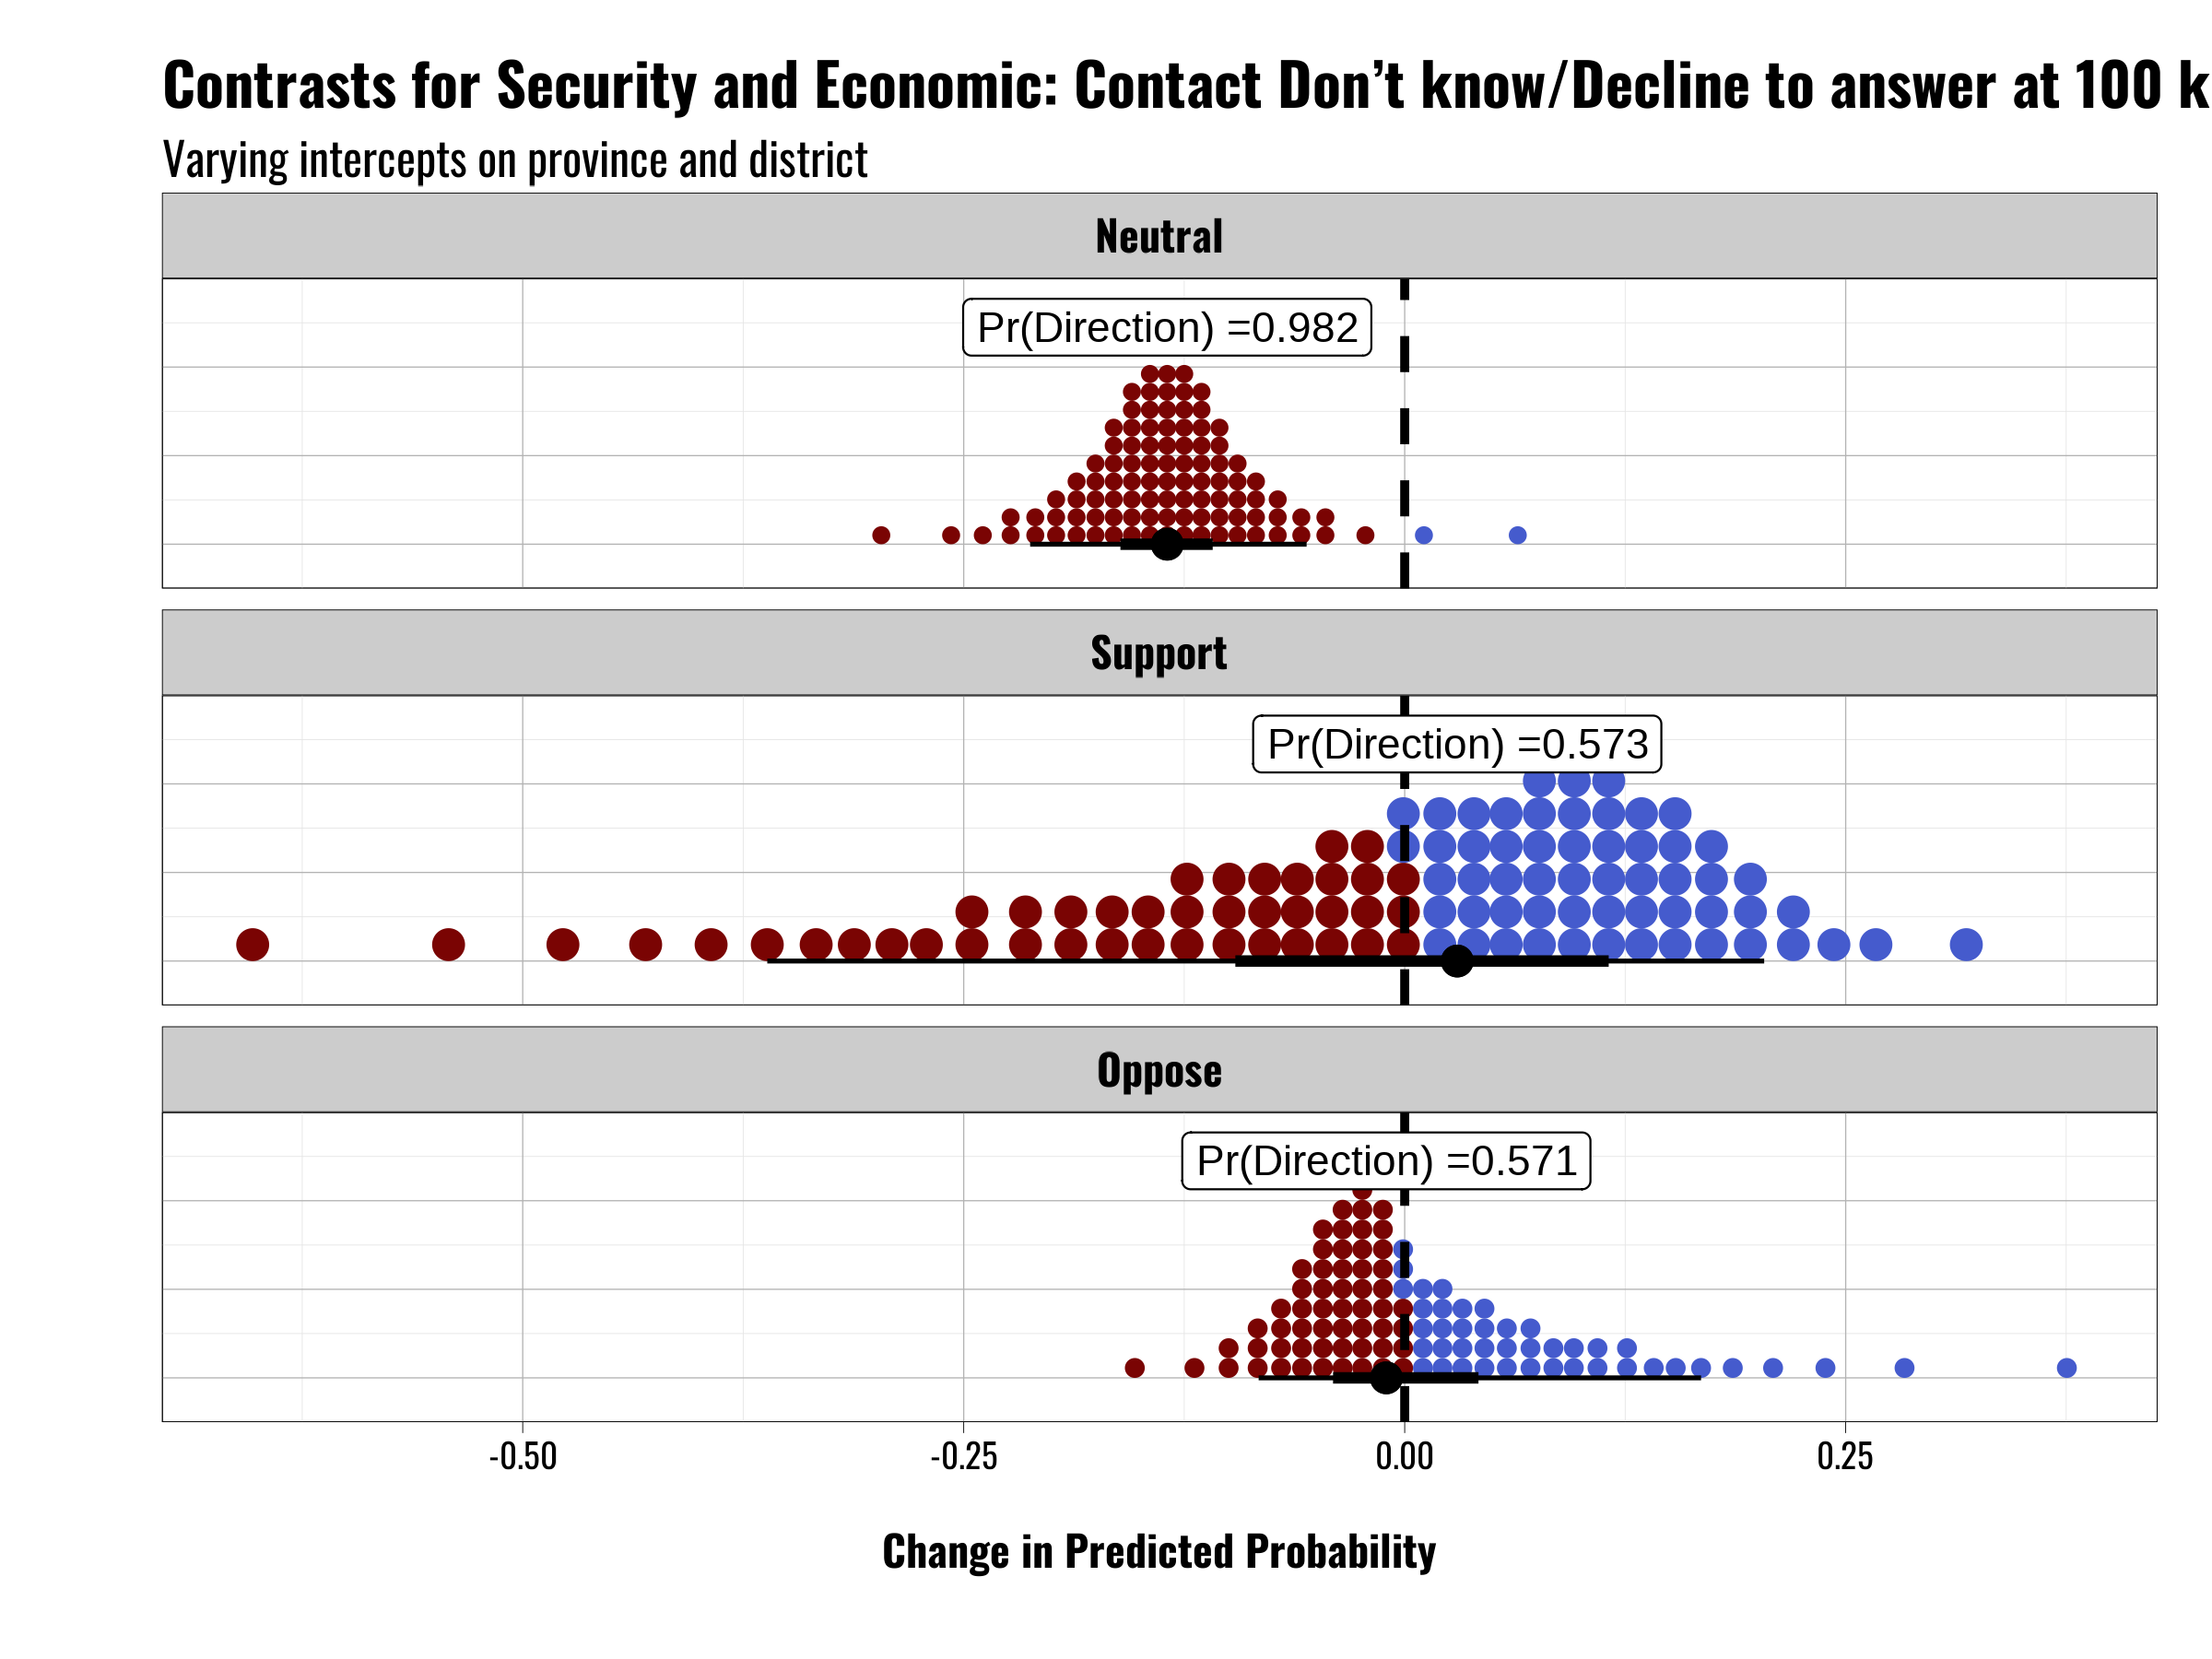 Contrasts for Security and Economic: Contact Don’t know/Decline to answer at 100 k
Varying intercepts on province and district
Neutral
Pr(Direction) =0.982
Support
Pr(Direction) =0.573
Oppose
Pr(Direction) =0.571
-0.50 -0.25 0.00 0.25
Change in Predicted Probability